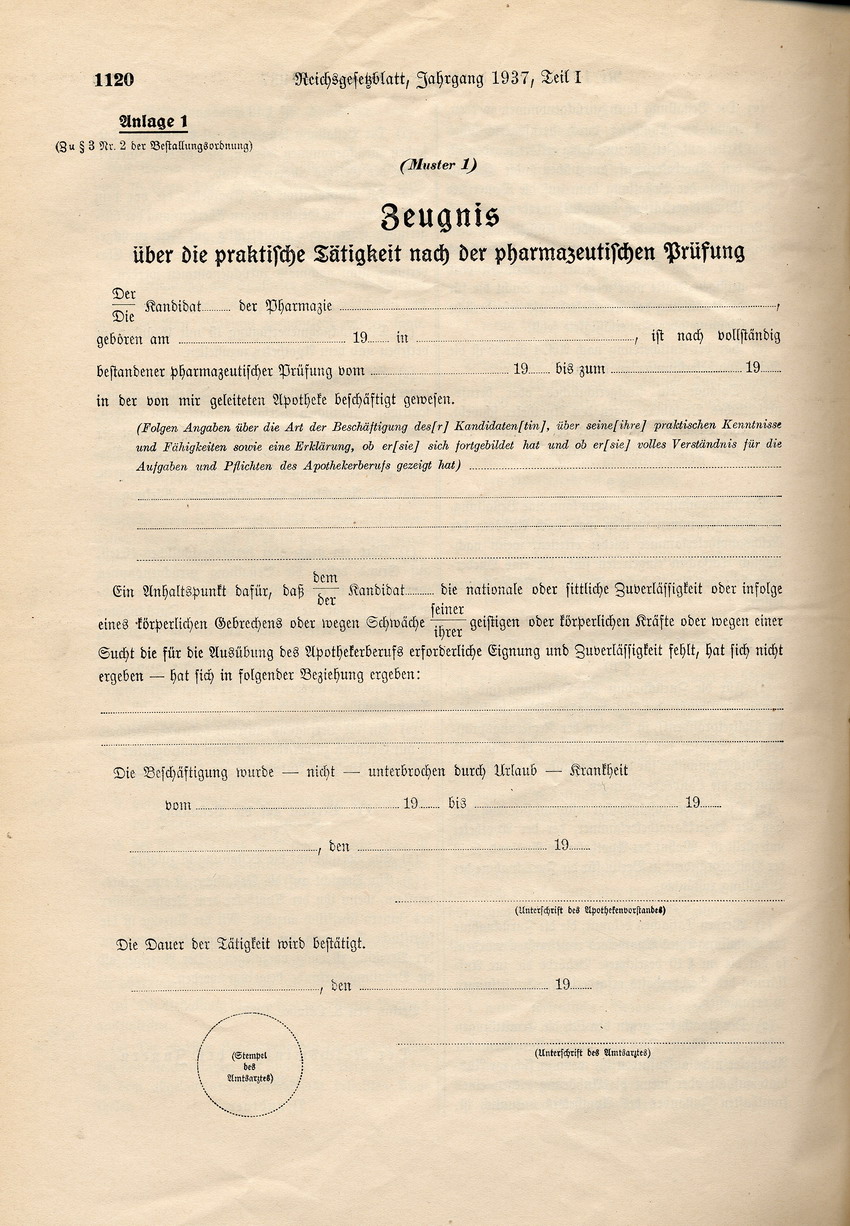 1120 Reichsgesetzblatt, Jahrgang 1937, Teil I
Anlage 1
(Zu § 3 Nr. 2 der Bestallungsordnung)
(Muster 1)
Zeugnis
über die praktische Tätigkeit nach der pharmazeutischen Prüfung
Der
Die Kandidat........ der Pharmazie ........,
geboren am ........ 19.... in ........, ist nach vollständig
bestandener pharmazeutischer Prüfung vom ........ 19.... bis zum ........ 19....
in der von mir geleiteten Apotheke beschäftigt gewesen.
(Folgen Angaben über die Art der Beschäftigung des[r] Kandidaten[tin], über seine[ihre] praktischen Kenntnisse
und Fähigkeiten sowie eine Erklärung, ob er[sie] sich fortgebildet hat und ob er[sie] volles Verständnis für die
Aufgaben und Pflichten des Apothekerberufs gezeigt hat) ........
Ein Anhaltspunkt dafür, daß dem
der Kandidat........ die nationale oder sittliche Zuverlässigkeit oder infolge
eines körperlichen Gebrechens oder wegen Schwäche seiner
ihrer geistigen oder körperlichen Kräfte oder wegen einer
Sucht die für die Ausübung des Apothekerberufs erforderliche Eignung und Zuverlässigkeit fehlt, hat sich nicht
ergeben — hat sich in folgender Beziehung ergeben:
Die Beschäftigung wurde — nicht — unterbrochen durch Urlaub — Krankheit
vom ........ 19.... bis ........ 19....
........, den ........ 19....
(Unterschrift des Apothekenvorstandes)
Die Dauer der Tätigkeit wird bestätigt.
........, den ........ 19....
(Stempel
des
Amtsarztes)
(Unterschrift des Amtsarztes)